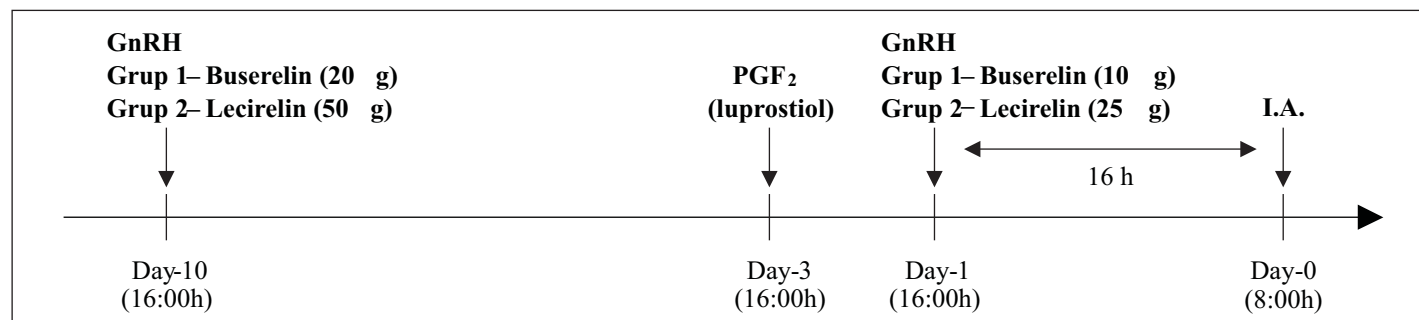 GnRH
Grup 1– Buserelin (20 g)
Grup 2– Lecirelin (50 g)
PGF2
(luprostiol)
GnRH
Grup 1– Buserelin (10 g)
Grup 2– Lecirelin (25 g)
I.A.
16 h
Day-10
(16:00h)
Day-3
(16:00h)
Day-1
(16:00h)
Day-0
(8:00h)